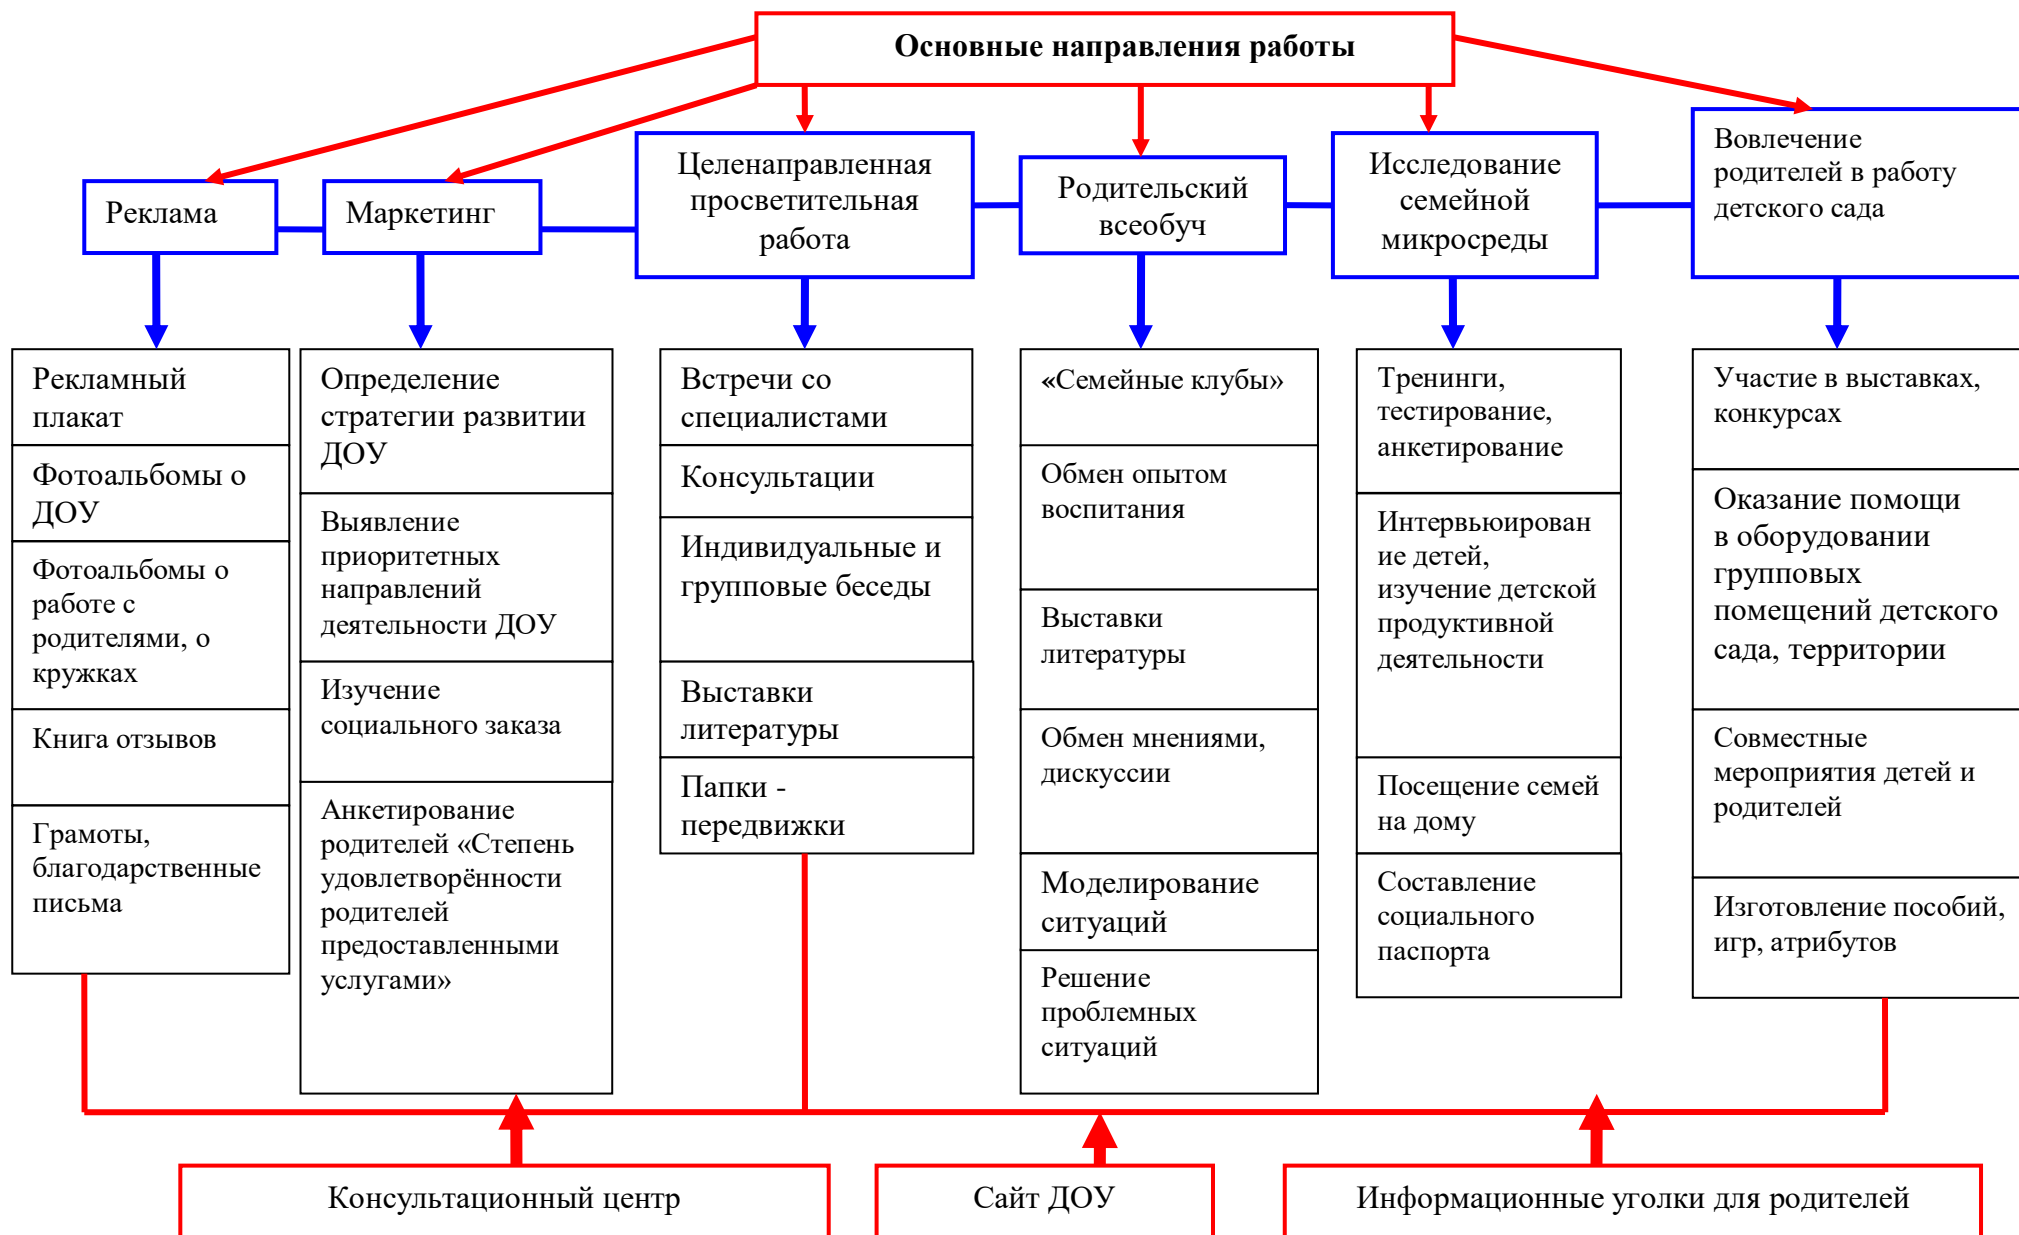 Основные направления работы
Реклама
Маркетинг
Целенаправленная
просветительная
работа
Родительский
всеобуч
Исследование
семейной
микросреды
Вовлечение
родителей в работу
детского сада
Рекламный
плакат
Фотоальбомы о
ДОУ
Фотоальбомы о
работе с
родителями, о
кружках
Книга отзывов
Грамоты,
благодарственные
письма
Определение
стратегии развитии
ДОУ
Выявление
приоритетных
направлений
деятельности ДОУ
Изучение
социального заказа
Анкетирование
родителей «Степень
удовлетворённости
родителей
предоставленными
услугами»
Встречи со
специалистами
Консультации
Индивидуальные и
групповые беседы
Выставки
литературы
Папки -
передвижки
«Семейные клубы»
Обмен опытом
воспитания
Выставки
литературы
Обмен мнениями,
дискуссии
Моделирование
ситуаций
Решение
проблемных
ситуаций
Тренинги,
тестирование,
анкетирование
Интервьюирован
ие детей,
изучение детской
продуктивной
деятельности
Посещение семей
на дому
Составление
социального
паспорта
Участие в выставках,
конкурсах
Оказание помощи
в оборудовании
групповых
помещений детского
сада, территории
Совместные
мероприятия детей и
родителей
Изготовление пособий,
игр, атрибутов
Консультационный центр
Сайт ДОУ
Информационные уголки для родителей